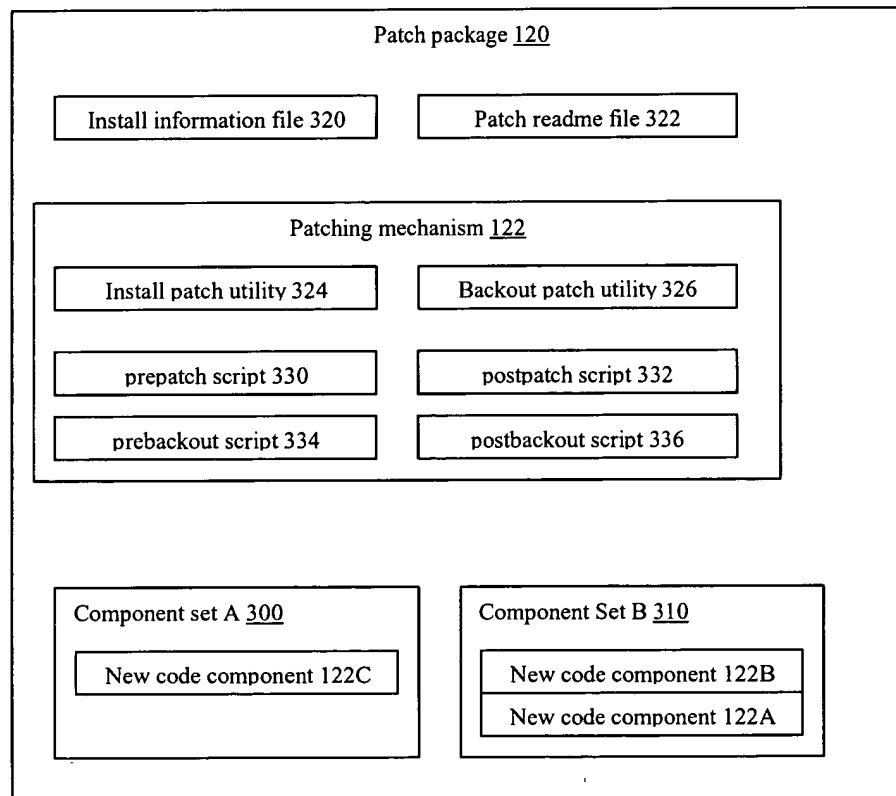 Patch package 120
Install information file 320
Patch readme file 322
Patching mechanism 122
Install patch utility 324
Backout patch utility 326
prepatch script 330
postpatch script 332
prebackout script 334
postbackout script 336
Component set A 300
New code component 122C
Component Set B 310
New code component 122B
New code component 122A